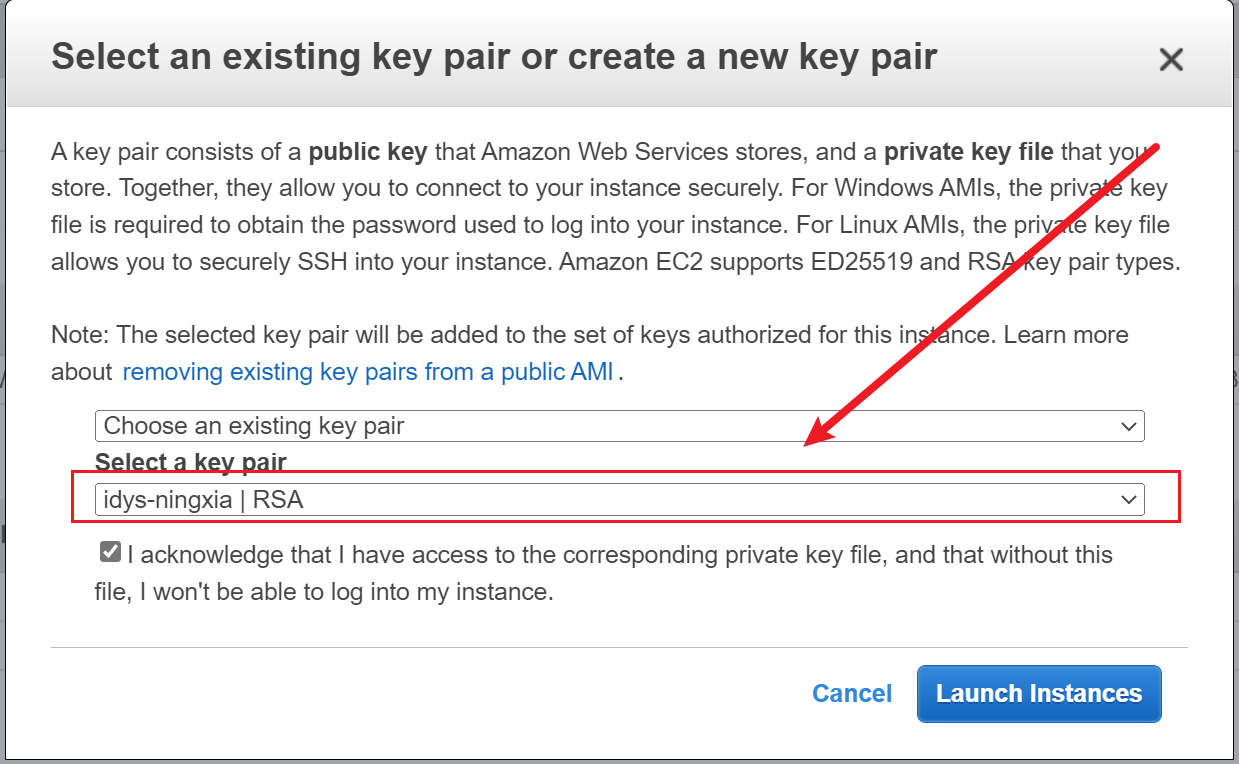 Select an existing key pair or create a new key pair
A key pair consists of a public key that Amazon Web Services stores, and a private key file that you
store. Together, they allow you to connect to your instance securely. For Windows AMIs, the private key
file is required to obtain the password used to log into your instance. For Linux AMIs, the private key file
allows you to securely SSH into your instance. Amazon EC2 supports ED25519 and RSA key pair types.
Note: The selected key pair will be added to the set of keys authorized for this instance. Learn more
about removing existing key pairs from a public AMI .
Choose an existing key pair
Select a key pair
idys-ningxia | RSA
I acknowledge that I have access to the corresponding private key file, and that without this
file, I won't be able to log into my instance.
Cancel
Launch Instances